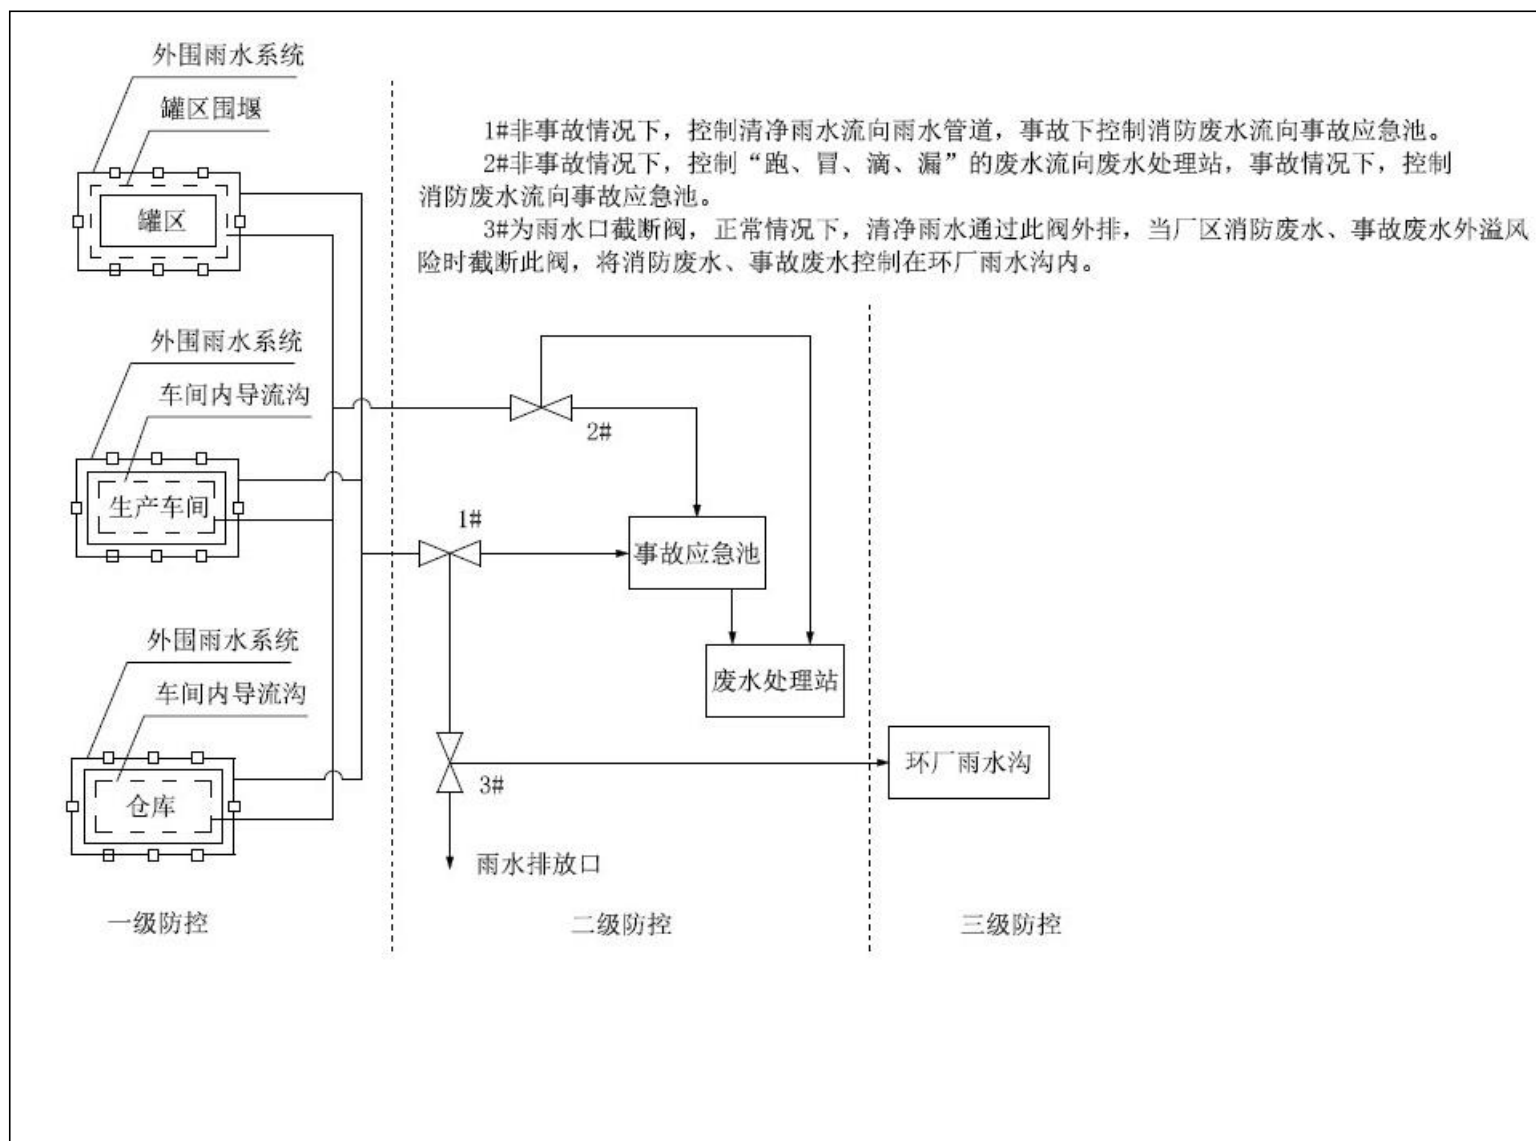 外围雨水系统
罐区围堰
罐区
1#非事故情况下，控制清净雨水流向雨水管道，事故下控制消防废水流向事故应急池。
2#非事故情况下，控制“跑、冒、滴、漏”的废水流向废水处理站，事故情况下，控制
消防废水流向事故应急池。
3#为雨水口截断阀，正常情况下，清净雨水通过此阀外排，当厂区消防废水、事故废水外溢风
险时截断此阀，将消防废水、事故废水控制在环厂雨水沟内。
外围雨水系统
车间内导流沟
生产车间
2#
1#
事故应急池
外围雨水系统
车间内导流沟
仓库
废水处理站
环厂雨水沟
3#
雨水排放口
一级防控
二级防控
三级防控